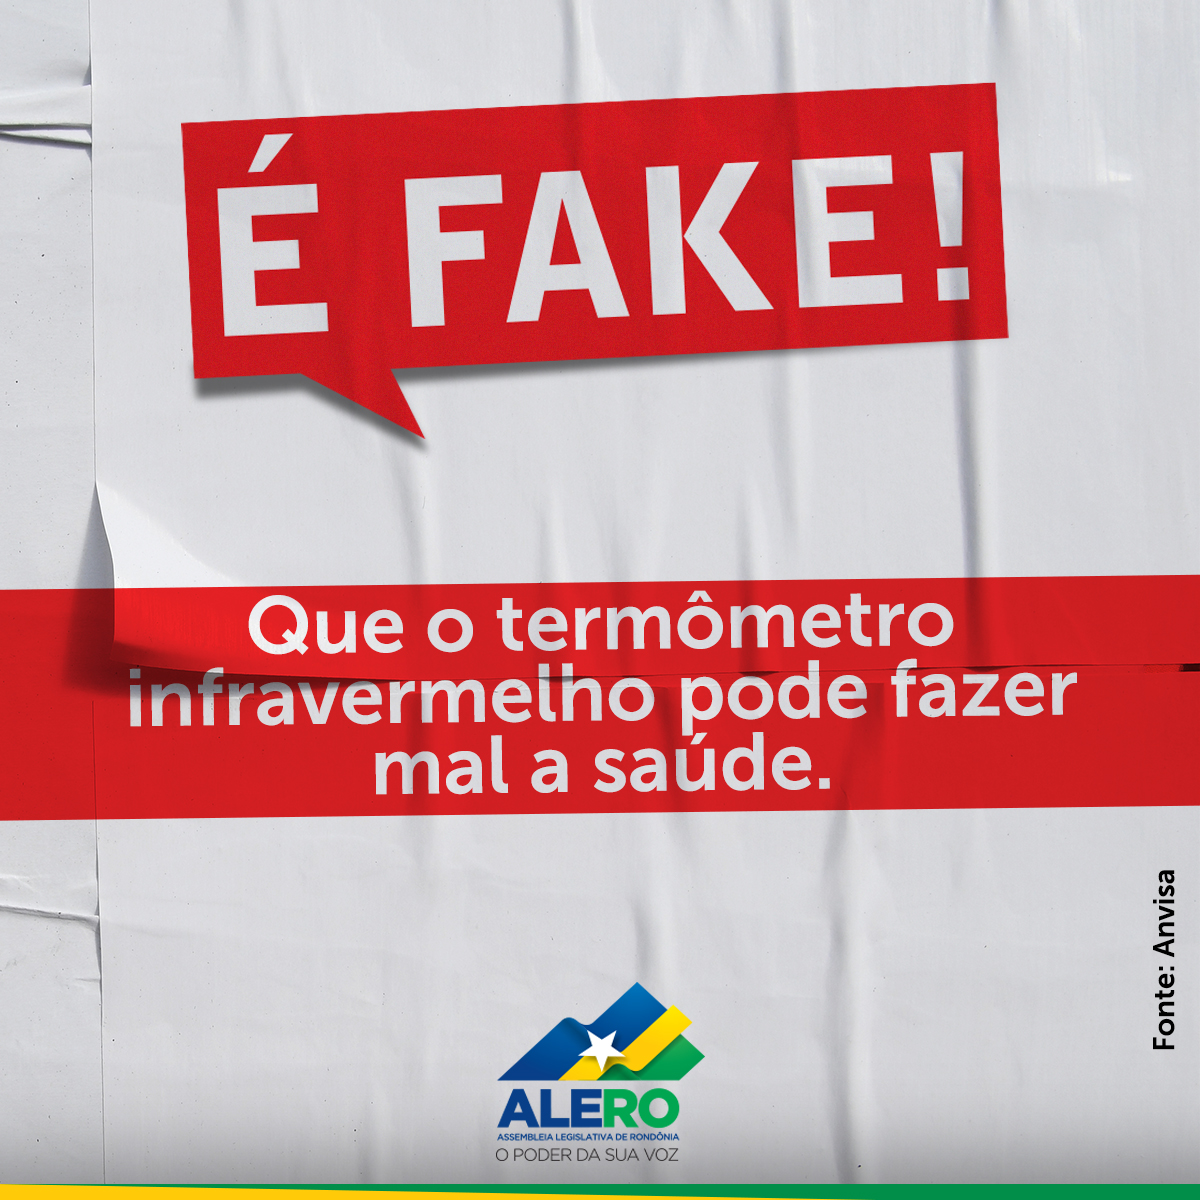 É FAKE!
Que o termômetro
infravermelho pode fazer
mal a saúde.
Fonte: Anvisa
ALERO
ASSEMBLEIA LEGISLATIVA DE RONDÔNIA
O PODER DA SUA VOZ